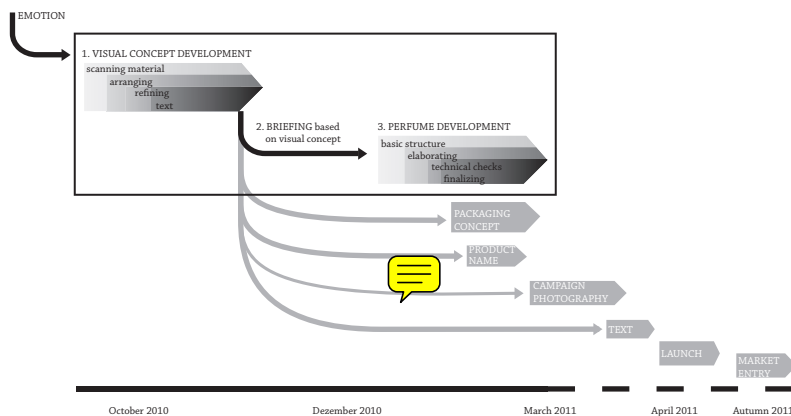 EMOTION
1. VISUAL CONCEPT DEVELOPMENT
scanning material
arranging
refining
text
2. BRIEFING based
on visual concept
3. PERFUME DEVELOPMENT
basic structure
elaborating
technical checks
finalizing
PACKAGING
CONCEPT
PRODUCT
NAME
CAMPAIGN
PHOTOGRAPHY
TEXT
LAUNCH
MARKET
ENTRY
October 2010
Dezember 2010
March 2011
April 2011
Autumn 2011